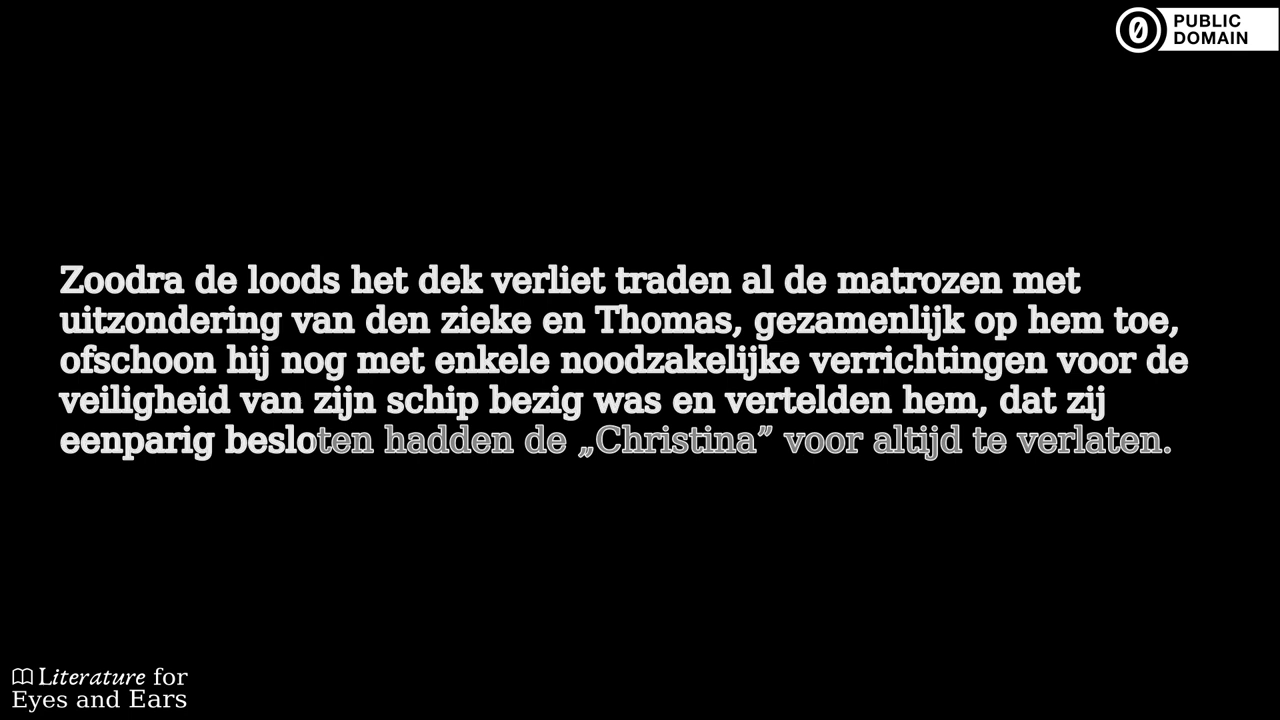 PUBLIC
DOMAIN
Zoodra de loods het dek verliet traden al de matrozen met
uitzondering van den zieke en Thomas, gezamenlijk op hem toe,
ofschoon hij nog met enkele noodzakelijke verrichtingen voor de
veiligheid van zijn schip bezig was en vertelden hem, dat zij
eenparig besloten hadden de „Christina” voor altijd te verlaten.
Literature for
Eyes and Ears